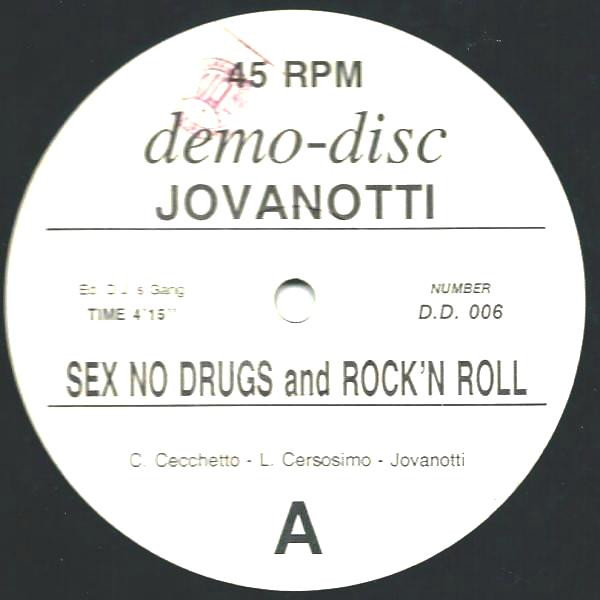 45 RPM
demo-disc
JOVANOTTI
NUMBER
Gang
D.D. 006
TIME 4'15''
SEX NO DRUGS and ROCK'N ROLL
C. Cecchetto - L. Cersosimo - Jovanotti
A